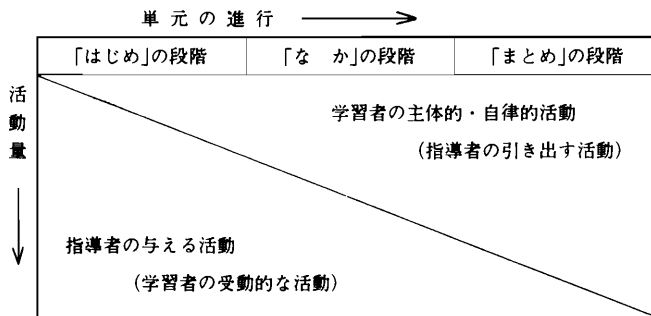 単元の進行
「はじめ」の段階
「なか」の段階
「まとめ」の段階
活動量
学習者の主体的・自律的活動
(指導者の引き出す活動)
指導者の与える活動
(学習者の受動的な活動)